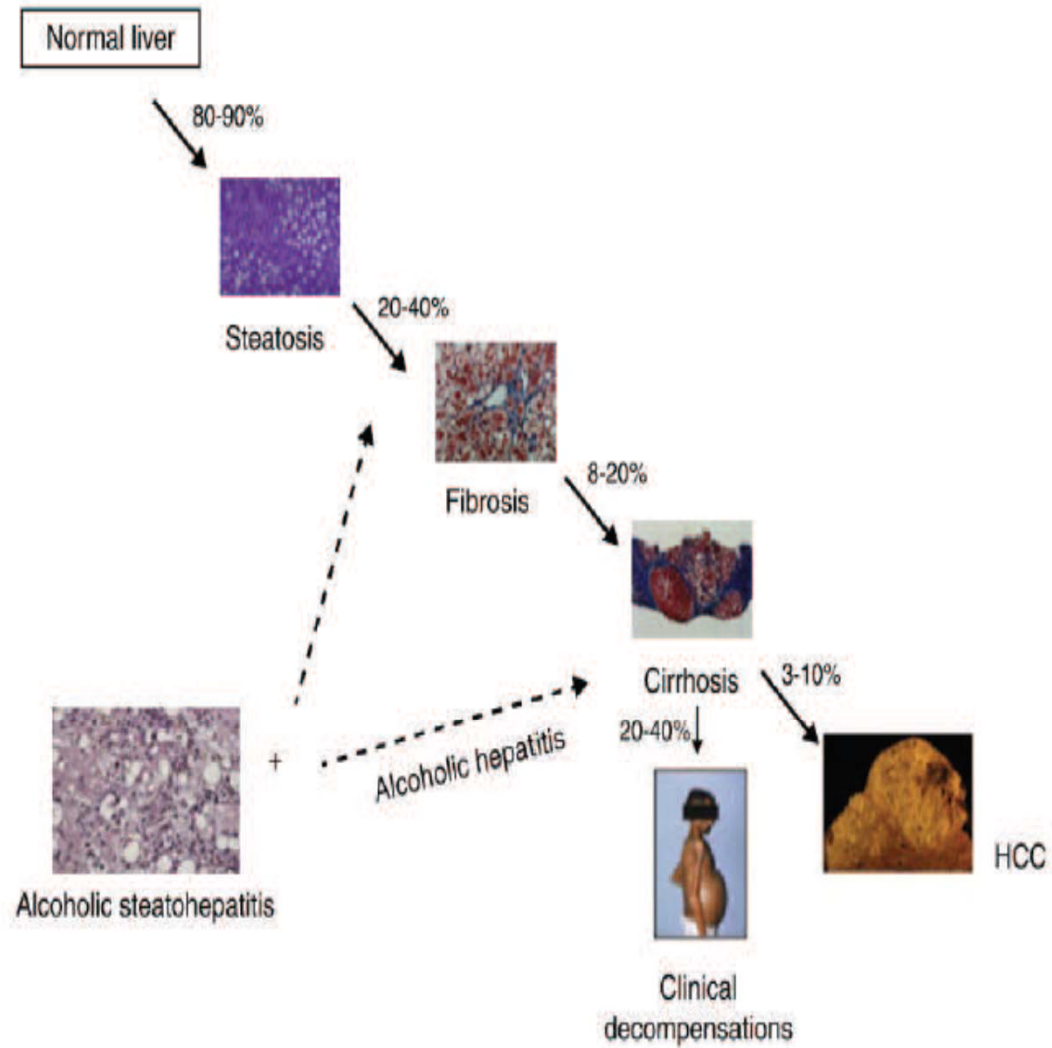 Normal liver
80-90%
Steatosis
20-40%
Fibrosis
8-20%
Cirrhosis
3-10%
20-40%
+
Alcoholic hepatitis
Alcoholic steatohepatitis
HCC
Clinical
decompensations